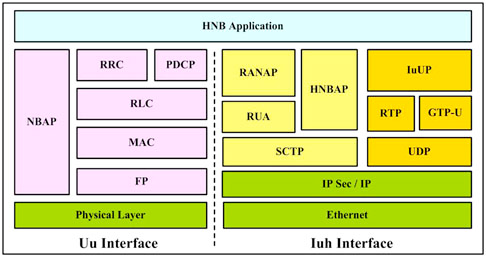 HNB Application
NBAP
RRC
PDCP
RLC
MAC
FP
Physical Layer
Uu Interface
RANAP
HNBAP
IuUP
RUA
RTP
GTP-U
SCTP
UDP
IP Sec / IP
Ethernet
Iuh Interface